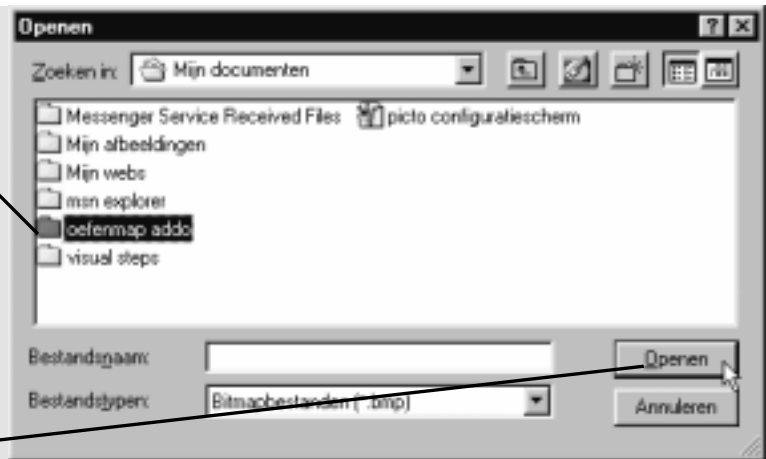 Openen
Zoeken in: Mijn documenten
Messenger Service Received Files picto configuratiescherm
Mijn afbeeldingen
Mijn webs
msn explorer
oefenmap addo
visual steps
Bestandsnaam: Openen
Bestandstypen: Bitmapbestanden (*.bmp) Annuleren